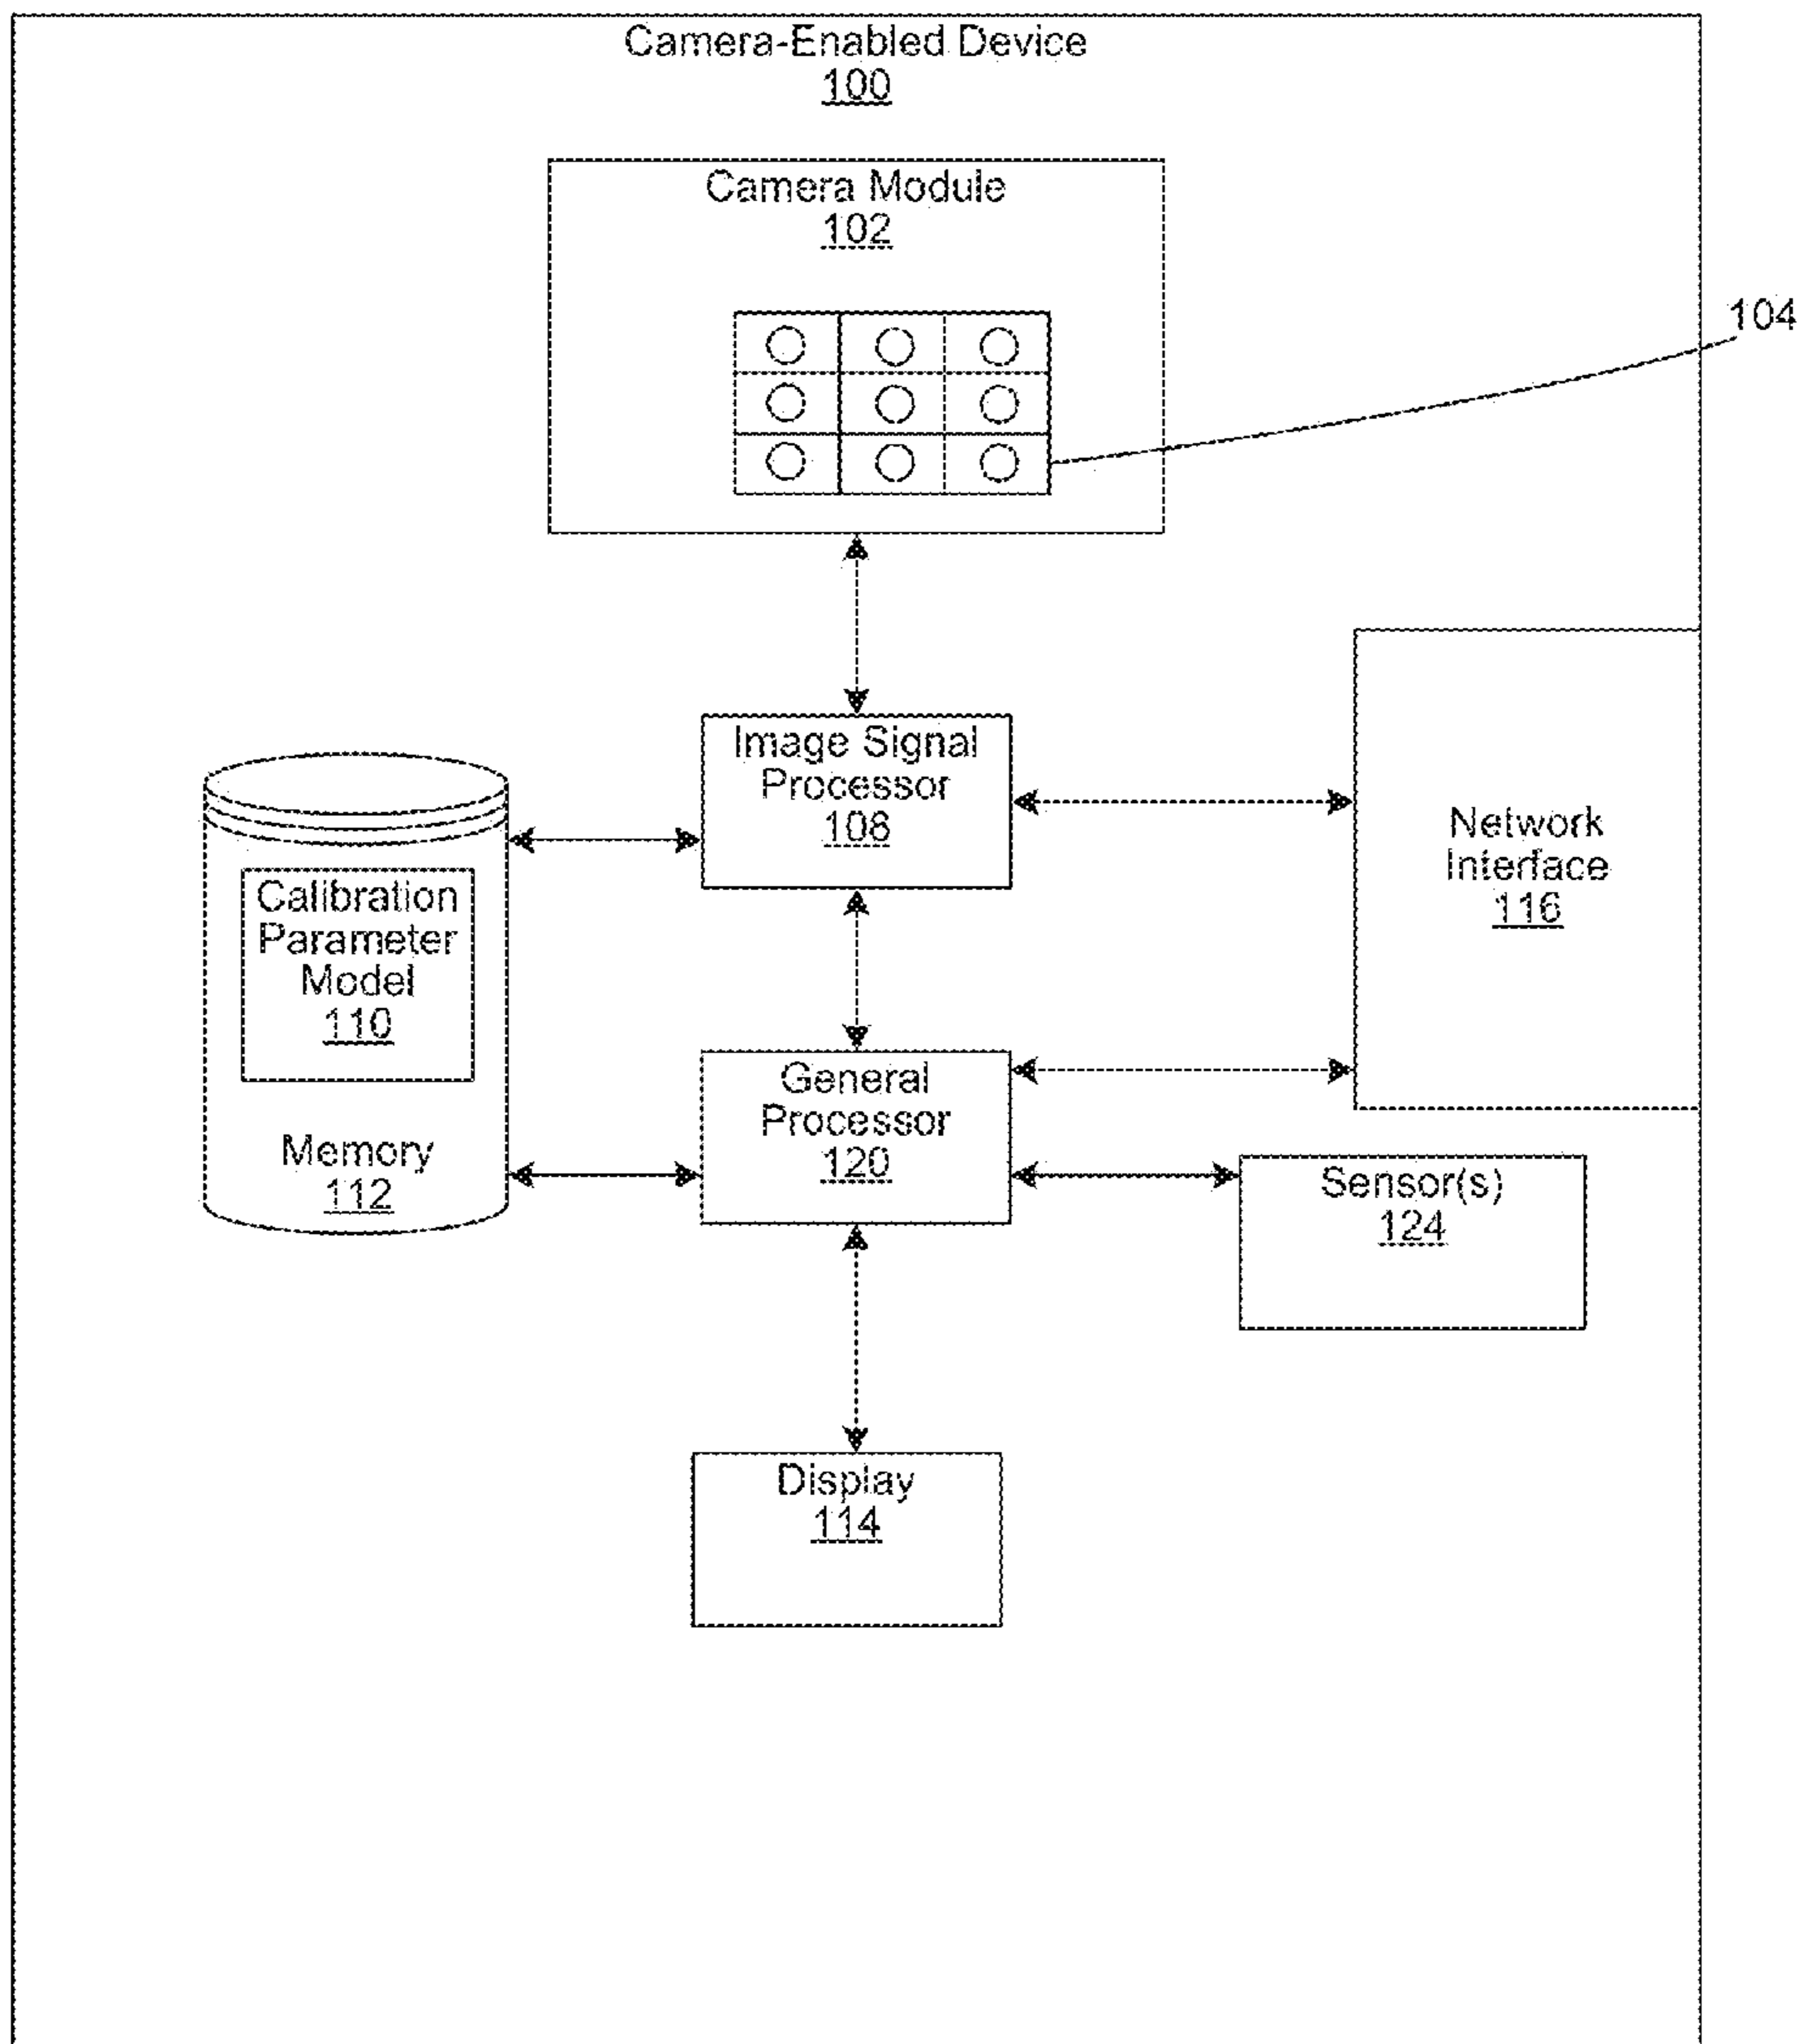 Camera-Enabled Device
100
Camera Module
102
104
Image Signal
Processor
108
Network
Interface
116
Calibration
Parameter
Model
110
Memory
112
General
Processor
120
Sensor(s)
124
Display
114